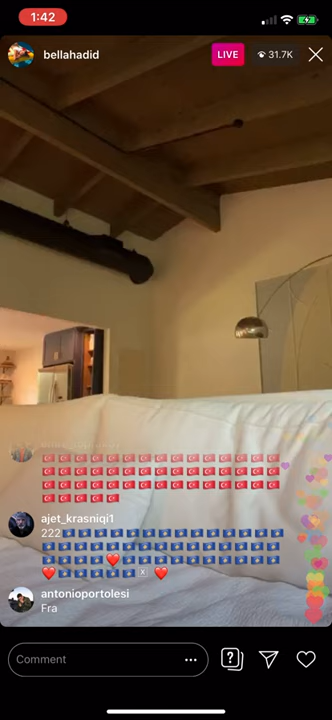 1:42
bellahadid
LIVE
31.7K
ajet_krasniqi1
222
antonioportolesi
Fra
Comment